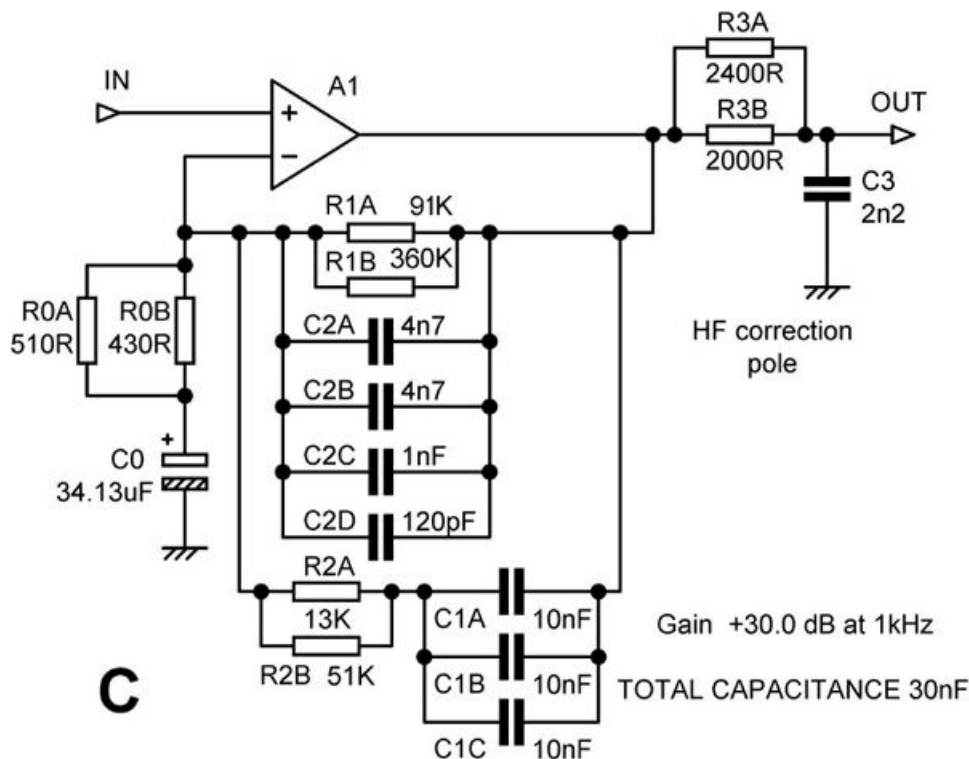 R3A
2400R
IN
A1
OUT
R3B
2000R
+
−
C3
2n2
R1A 91K
R1B 360K
R0A
510R
R0B
430R
HF correction
pole
C2A 4n7
C2B 4n7
+
C0
34.13uF
C2C 1nF
C2D 120pF
R2A
13K
C1A 10nF
Gain +30.0 dB at 1kHz
R2B 51K
C1B 10nF
TOTAL CAPACITANCE 30nF
C
C1C 10nF